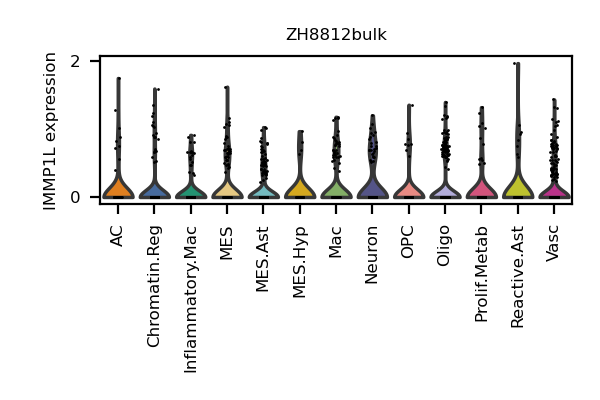 ZH8812bulk
IMMP1L expression
2
0
AC
Chromatin.Reg
Inflammatory.Mac
MES
MES.Ast
MES.Hyp
Mac
Neuron
OPC
Oligo
Prolif.Metab
Reactive.Ast
Vasc